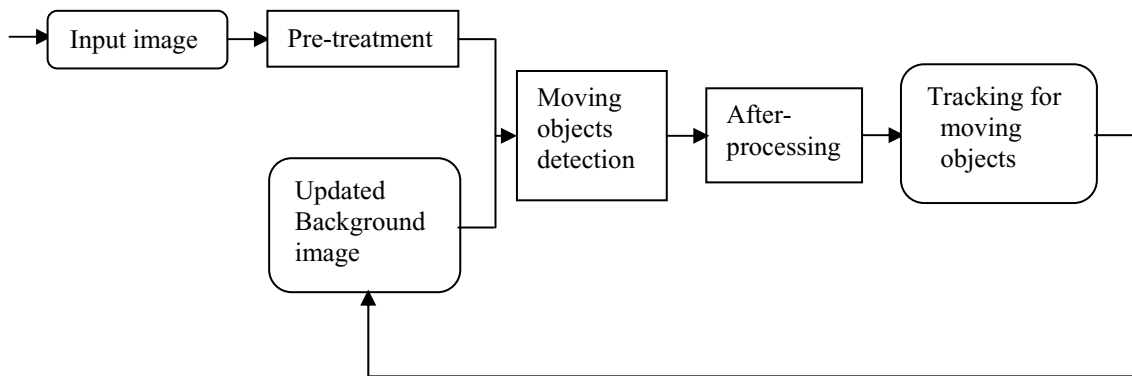 Input image
Pre-treatment
Moving
objects
detection
After-
processing
Tracking for
moving
objects
Updated
Background
image